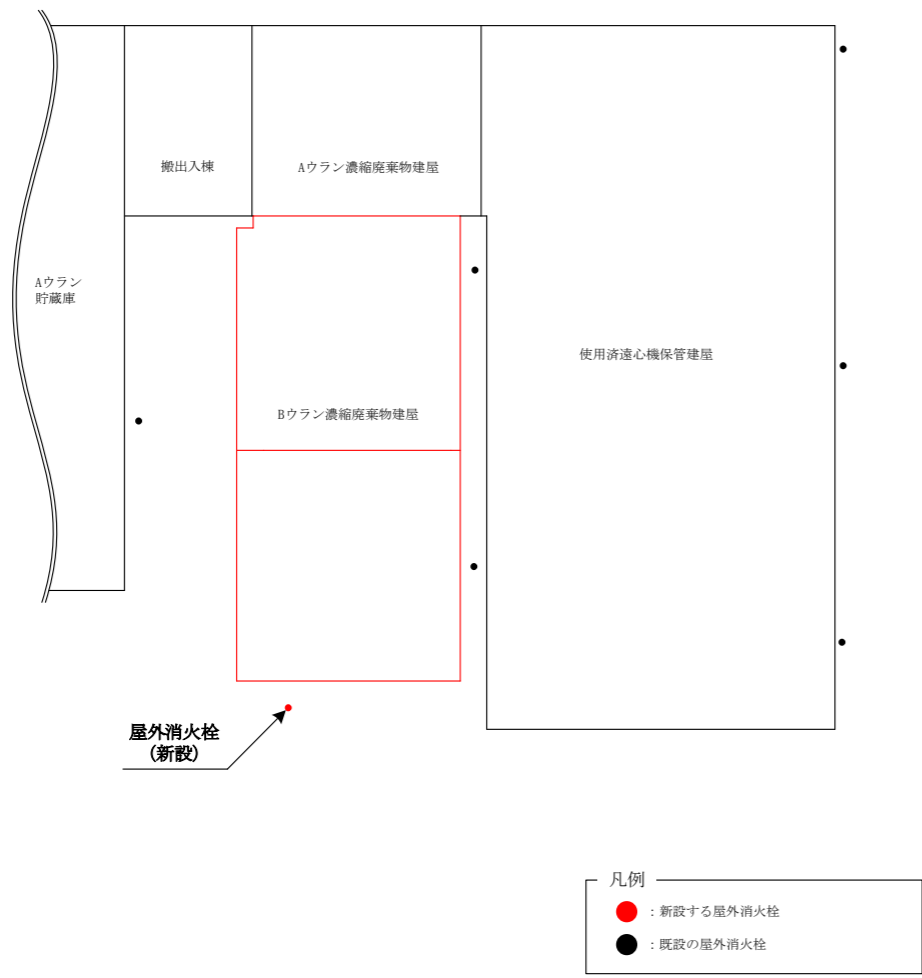 搬出入棟
Aウラン濃縮廃棄物建屋
Aウラン
貯蔵庫
使用済遠心機保管建屋
Bウラン濃縮廃棄物建屋
屋外消火栓
(新設)
凡例
：新設する屋外消火栓
：既設の屋外消火栓